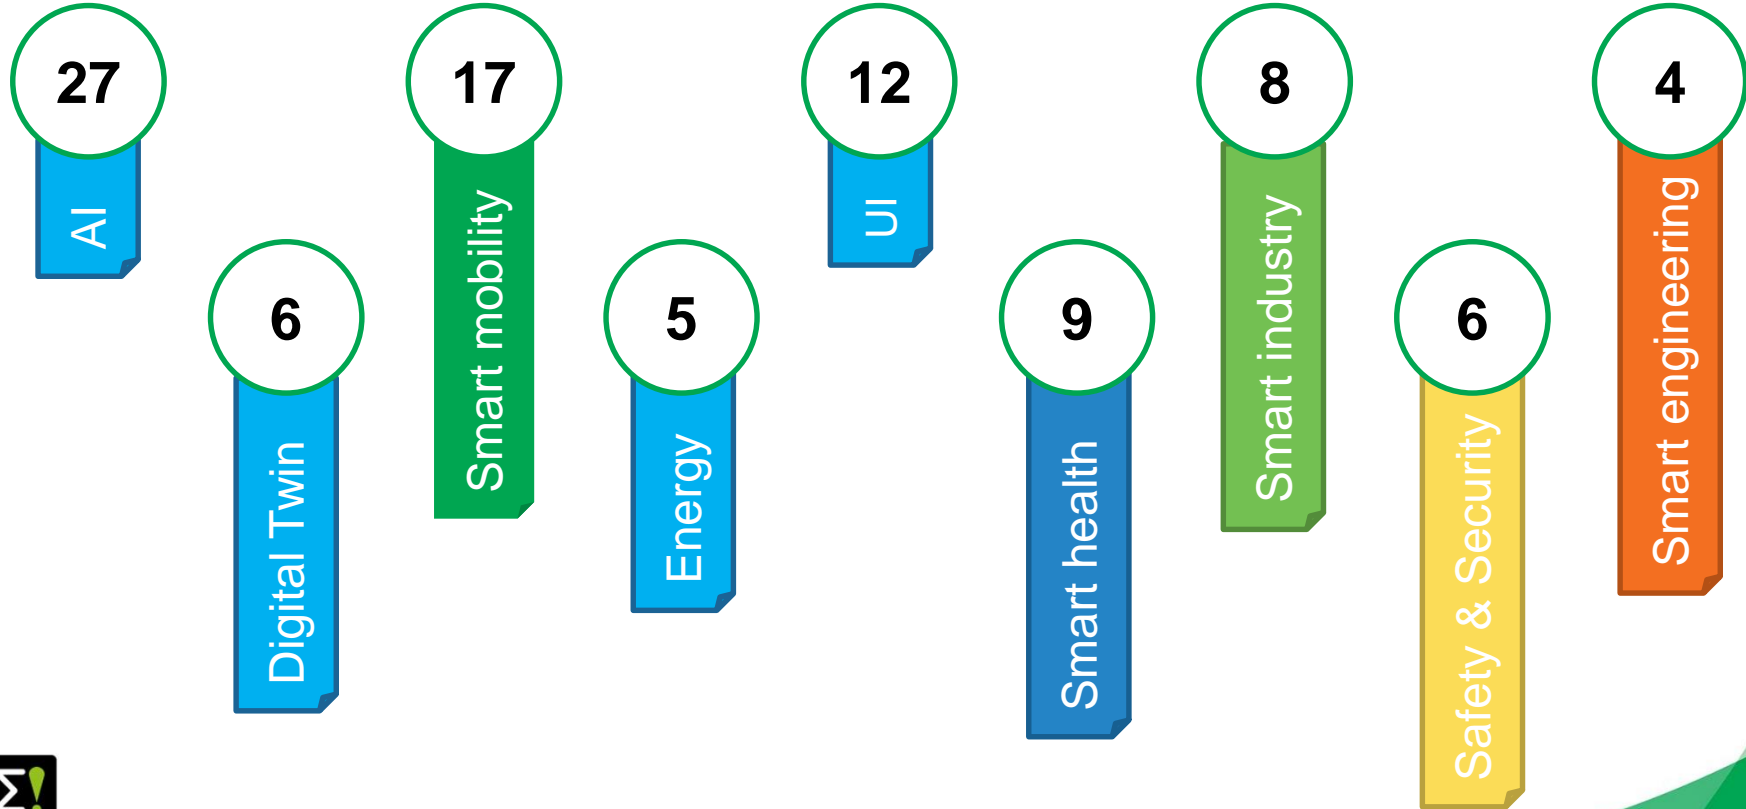 27
AI
6
Digital Twin
17
Smart mobility
5
Energy
12
UI
9
Smart health
8
Smart industry
6
Safety & Security
4
Smart engineering
Σ!